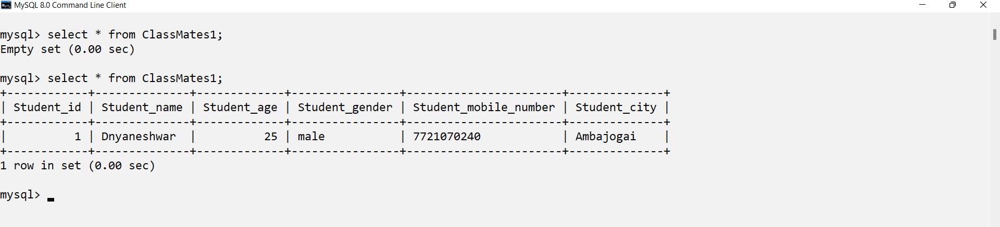 MySQL 8.0 Command Line Client
mysql> select * from ClassMates1;
Empty set (0.00 sec)
mysql> select * from ClassMates1;
+------------+--------------+-------------+----------------+-----------------------+--------------+
| Student_id | Student_name | Student_age | Student_gender | Student_mobile_number | Student_city |
+------------+--------------+-------------+----------------+-----------------------+--------------+
|          1 | Dnyaneshwar  |          25 | male           | 7721070240            | Ambajogai    |
+------------+--------------+-------------+----------------+-----------------------+--------------+
1 row in set (0.00 sec)
mysql>